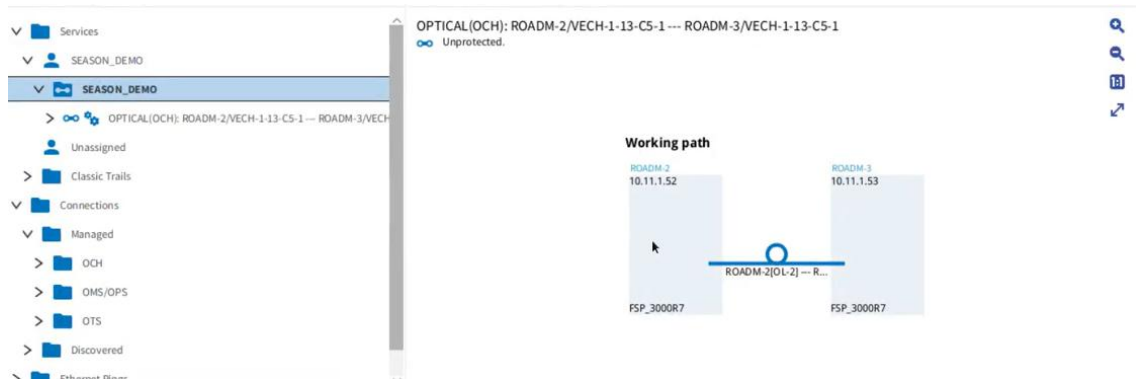 Services
SEASON_DEMO
SEASON_DEMO
OPTICAL(OCH): ROADM-2/VECH-1-13-C5-1 --- ROADM-3/VECH
Unassigned
Classic Trails
Connections
Managed
OCH
OMS/OPS
OTS
Discovered
Ethernet Rings
OPTICAL(OCH): ROADM-2/VECH-1-13-C5-1 --- ROADM-3/VECH-1-13-C5-1
Unprotected.
Working path
ROADM-2
10.11.1.52
ROADM-3
10.11.1.53
ROADM-2[OL-2] --- R...
FSP_3000R7
FSP_3000R7